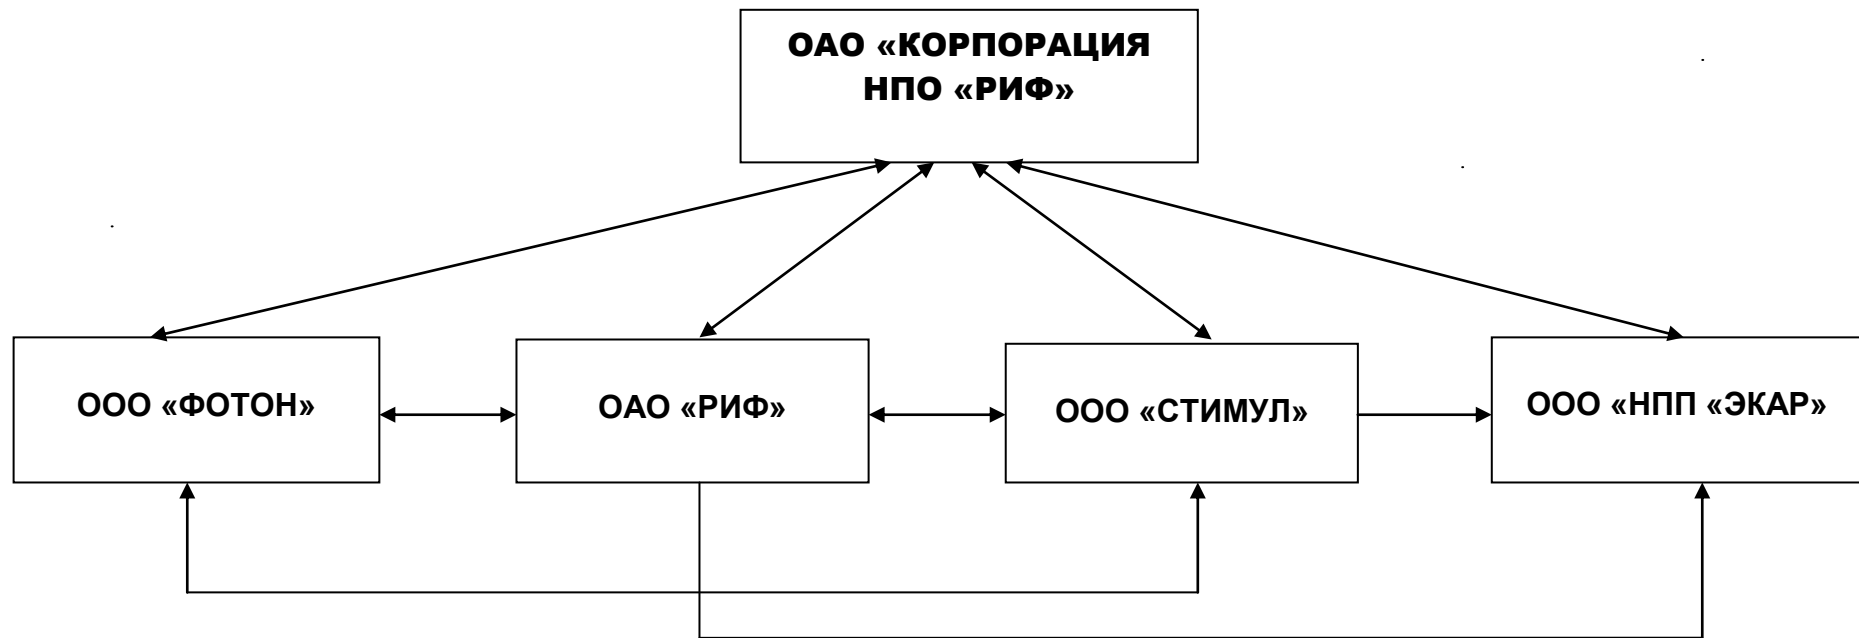 ОАО «КОРПОРАЦИЯ
НПО «РИФ»
ООО «ФОТОН»
ОАО «РИФ»
ООО «СТИМУЛ»
ООО «НПП «ЭКАР»